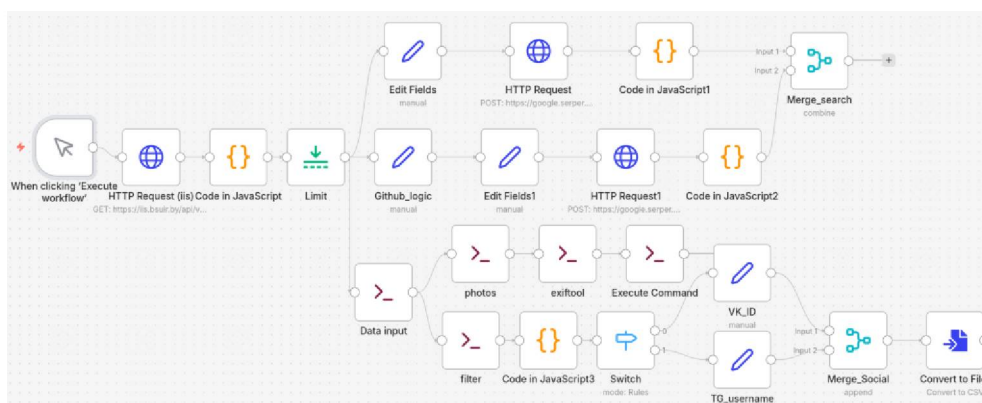 Edit Fields
manual
HTTP Request
POST: https://google.serper....
Code in JavaScript1
Input 1
Input 2
Merge_search
combine
When clicking ‘Execute
workflow’
HTTP Request (iis)
GET: https://iis.bsuir.by/api/v...
Code in JavaScript
Limit
Github_logic
manual
Edit Fields1
manual
HTTP Request1
POST: https://google.serper....
Code in JavaScript2
Data input
photos
exiftool
Execute Command
VK_ID
manual
filter
Code in JavaScript3
Switch
mode: Rules
0
1
TG_username
Input 1
Input 2
Merge_Social
append
Convert to File
Convert to CSV